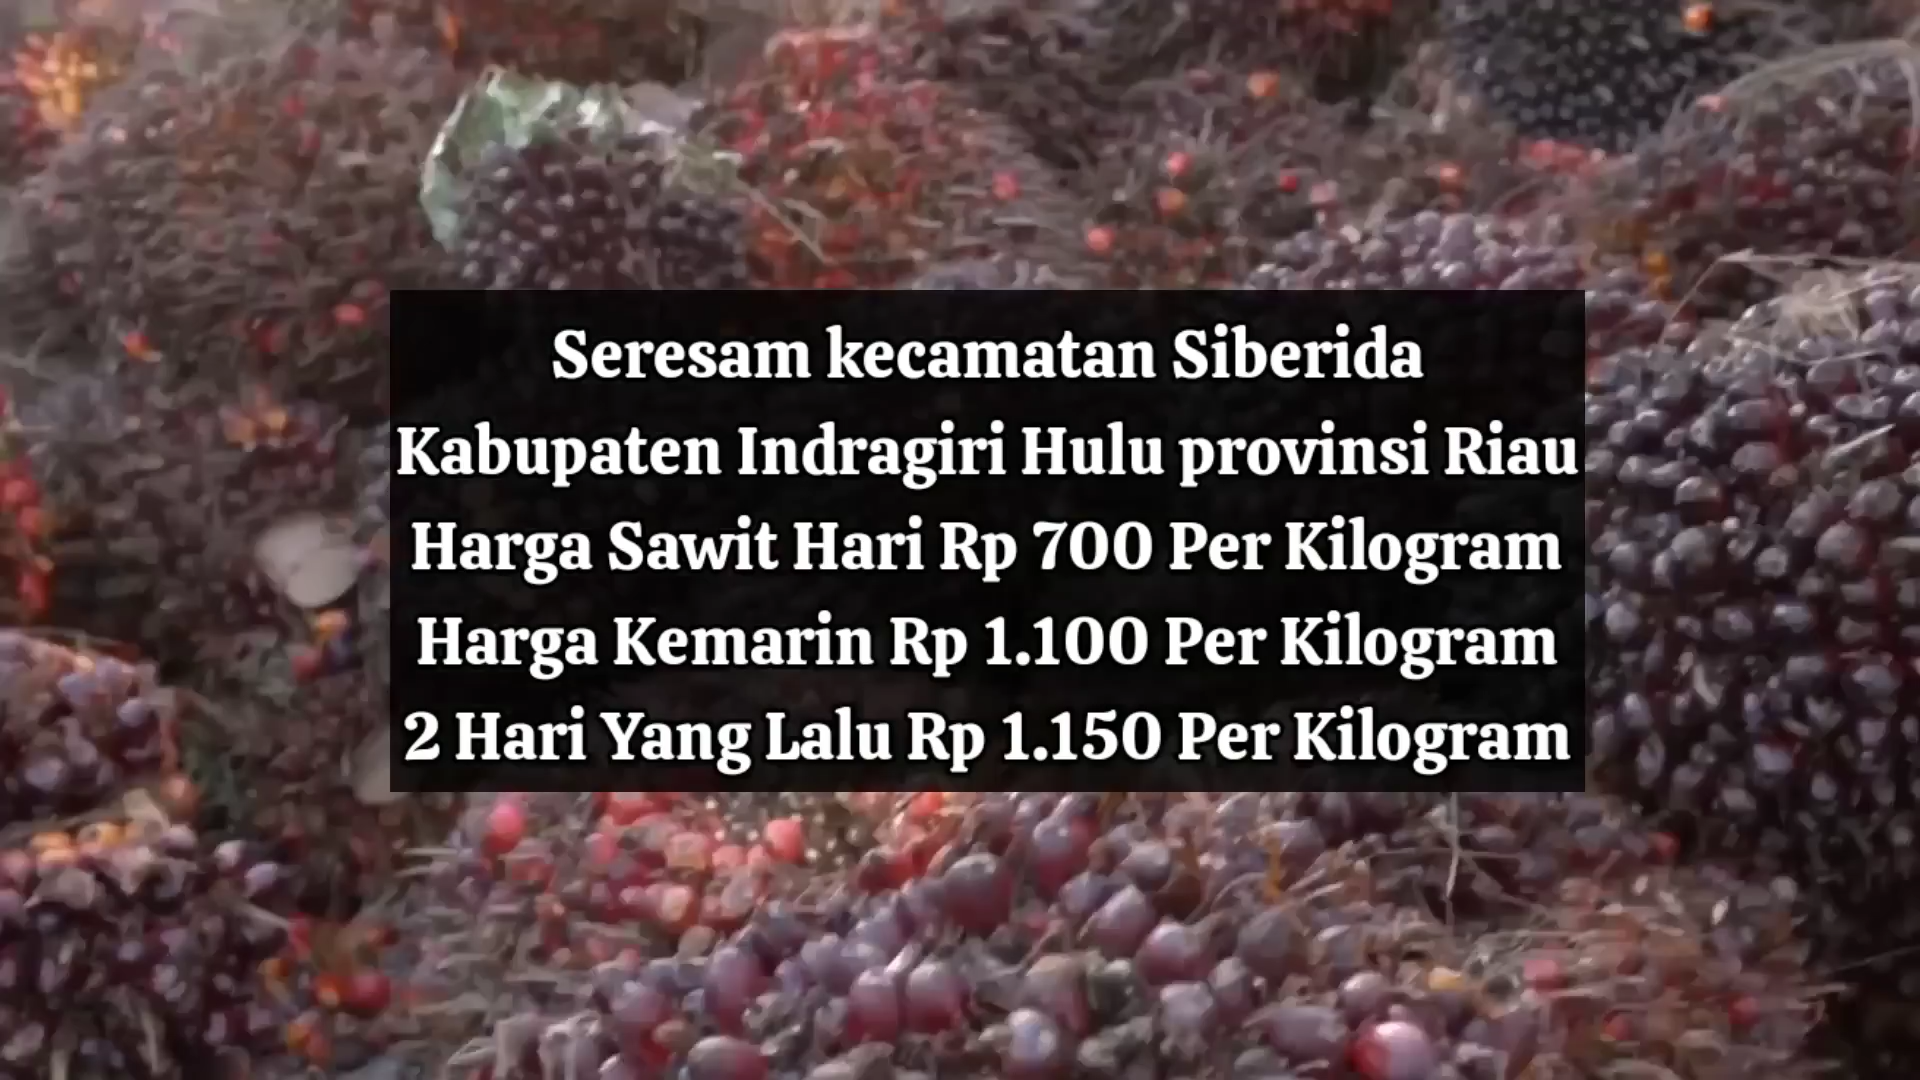 Seresam kecamatan Siberida
Kabupaten Indragiri Hulu provinsi Riau
Harga Sawit Hari Rp 700 Per Kilogram
Harga Kemarin Rp 1.100 Per Kilogram
2 Hari Yang Lalu Rp 1.150 Per Kilogram